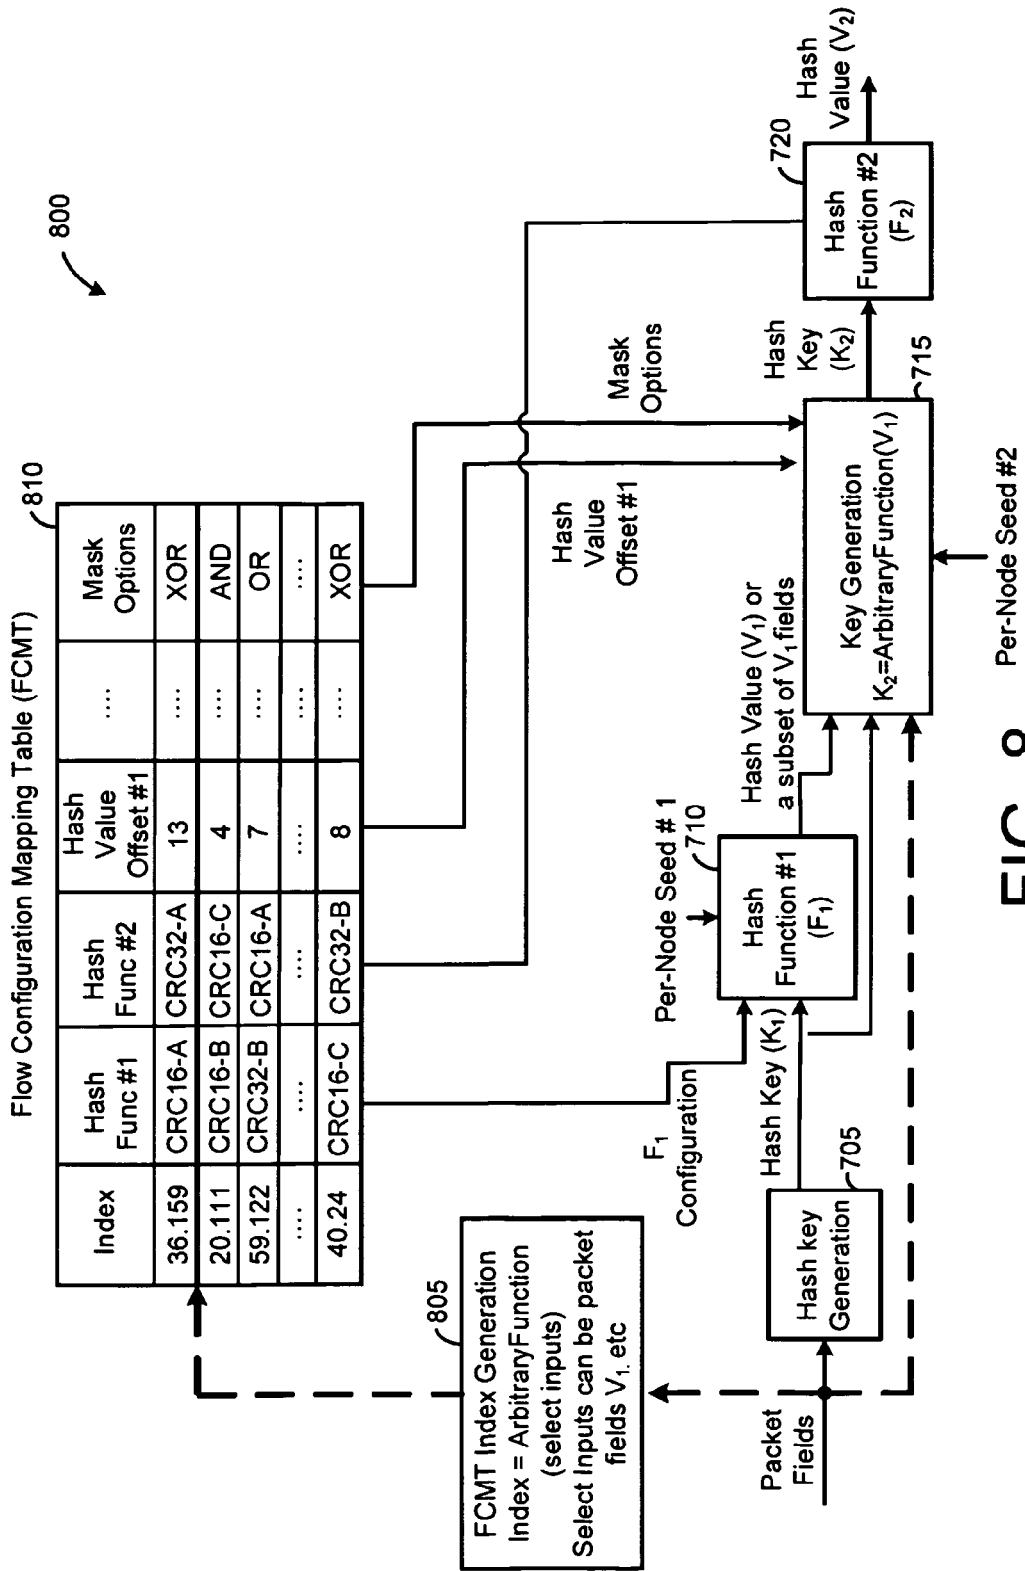 Flow Configuration Mapping Table (FCMT)
810
800
Index
Hash
Func #1
Hash
Func #2
Hash
Value
Offset #1
....
Mask
Options
36.159
CRC16-A
CRC32-A
13
....
XOR
20.111
CRC16-B
CRC16-C
4
....
AND
59.122
CRC32-B
CRC16-A
7
....
OR
....
....
....
....
....
....
40.24
CRC16-C
CRC32-B
8
....
XOR
805
FCMT Index Generation
Index = ArbitraryFunction
(select inputs)
Select Inputs can be packet
fields V₁. etc
F₁
Configuration
Per-Node Seed # 1
710
Hash
Function #1
(F₁)
Hash Value (V₁) or
a subset of V₁ fields
Hash
Value
Offset #1
Mask
Options
Packet
Fields
Hash key
Generation
705
Hash Key (K₁)
Key Generation
K₂=ArbitraryFunction(V₁)
715
Per-Node Seed #2
Hash
Key
(K₂)
720
Hash
Function #2
(F₂)
Hash
Value (V₂)
FIG. 8